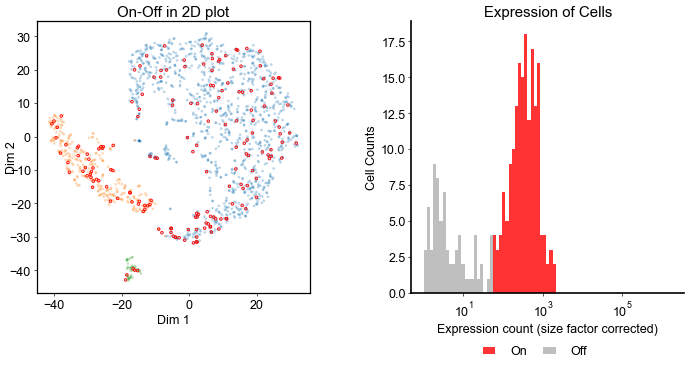 On-Off in 2D plot
30
20
10
0
−10
−20
−30
−40
Dim 2
−40
−20
0
20
Dim 1
Expression of Cells
17.5
15.0
12.5
10.0
7.5
5.0
2.5
0.0
Cell Counts
10^1
10^3
10^5
Expression count (size factor corrected)
On
Off